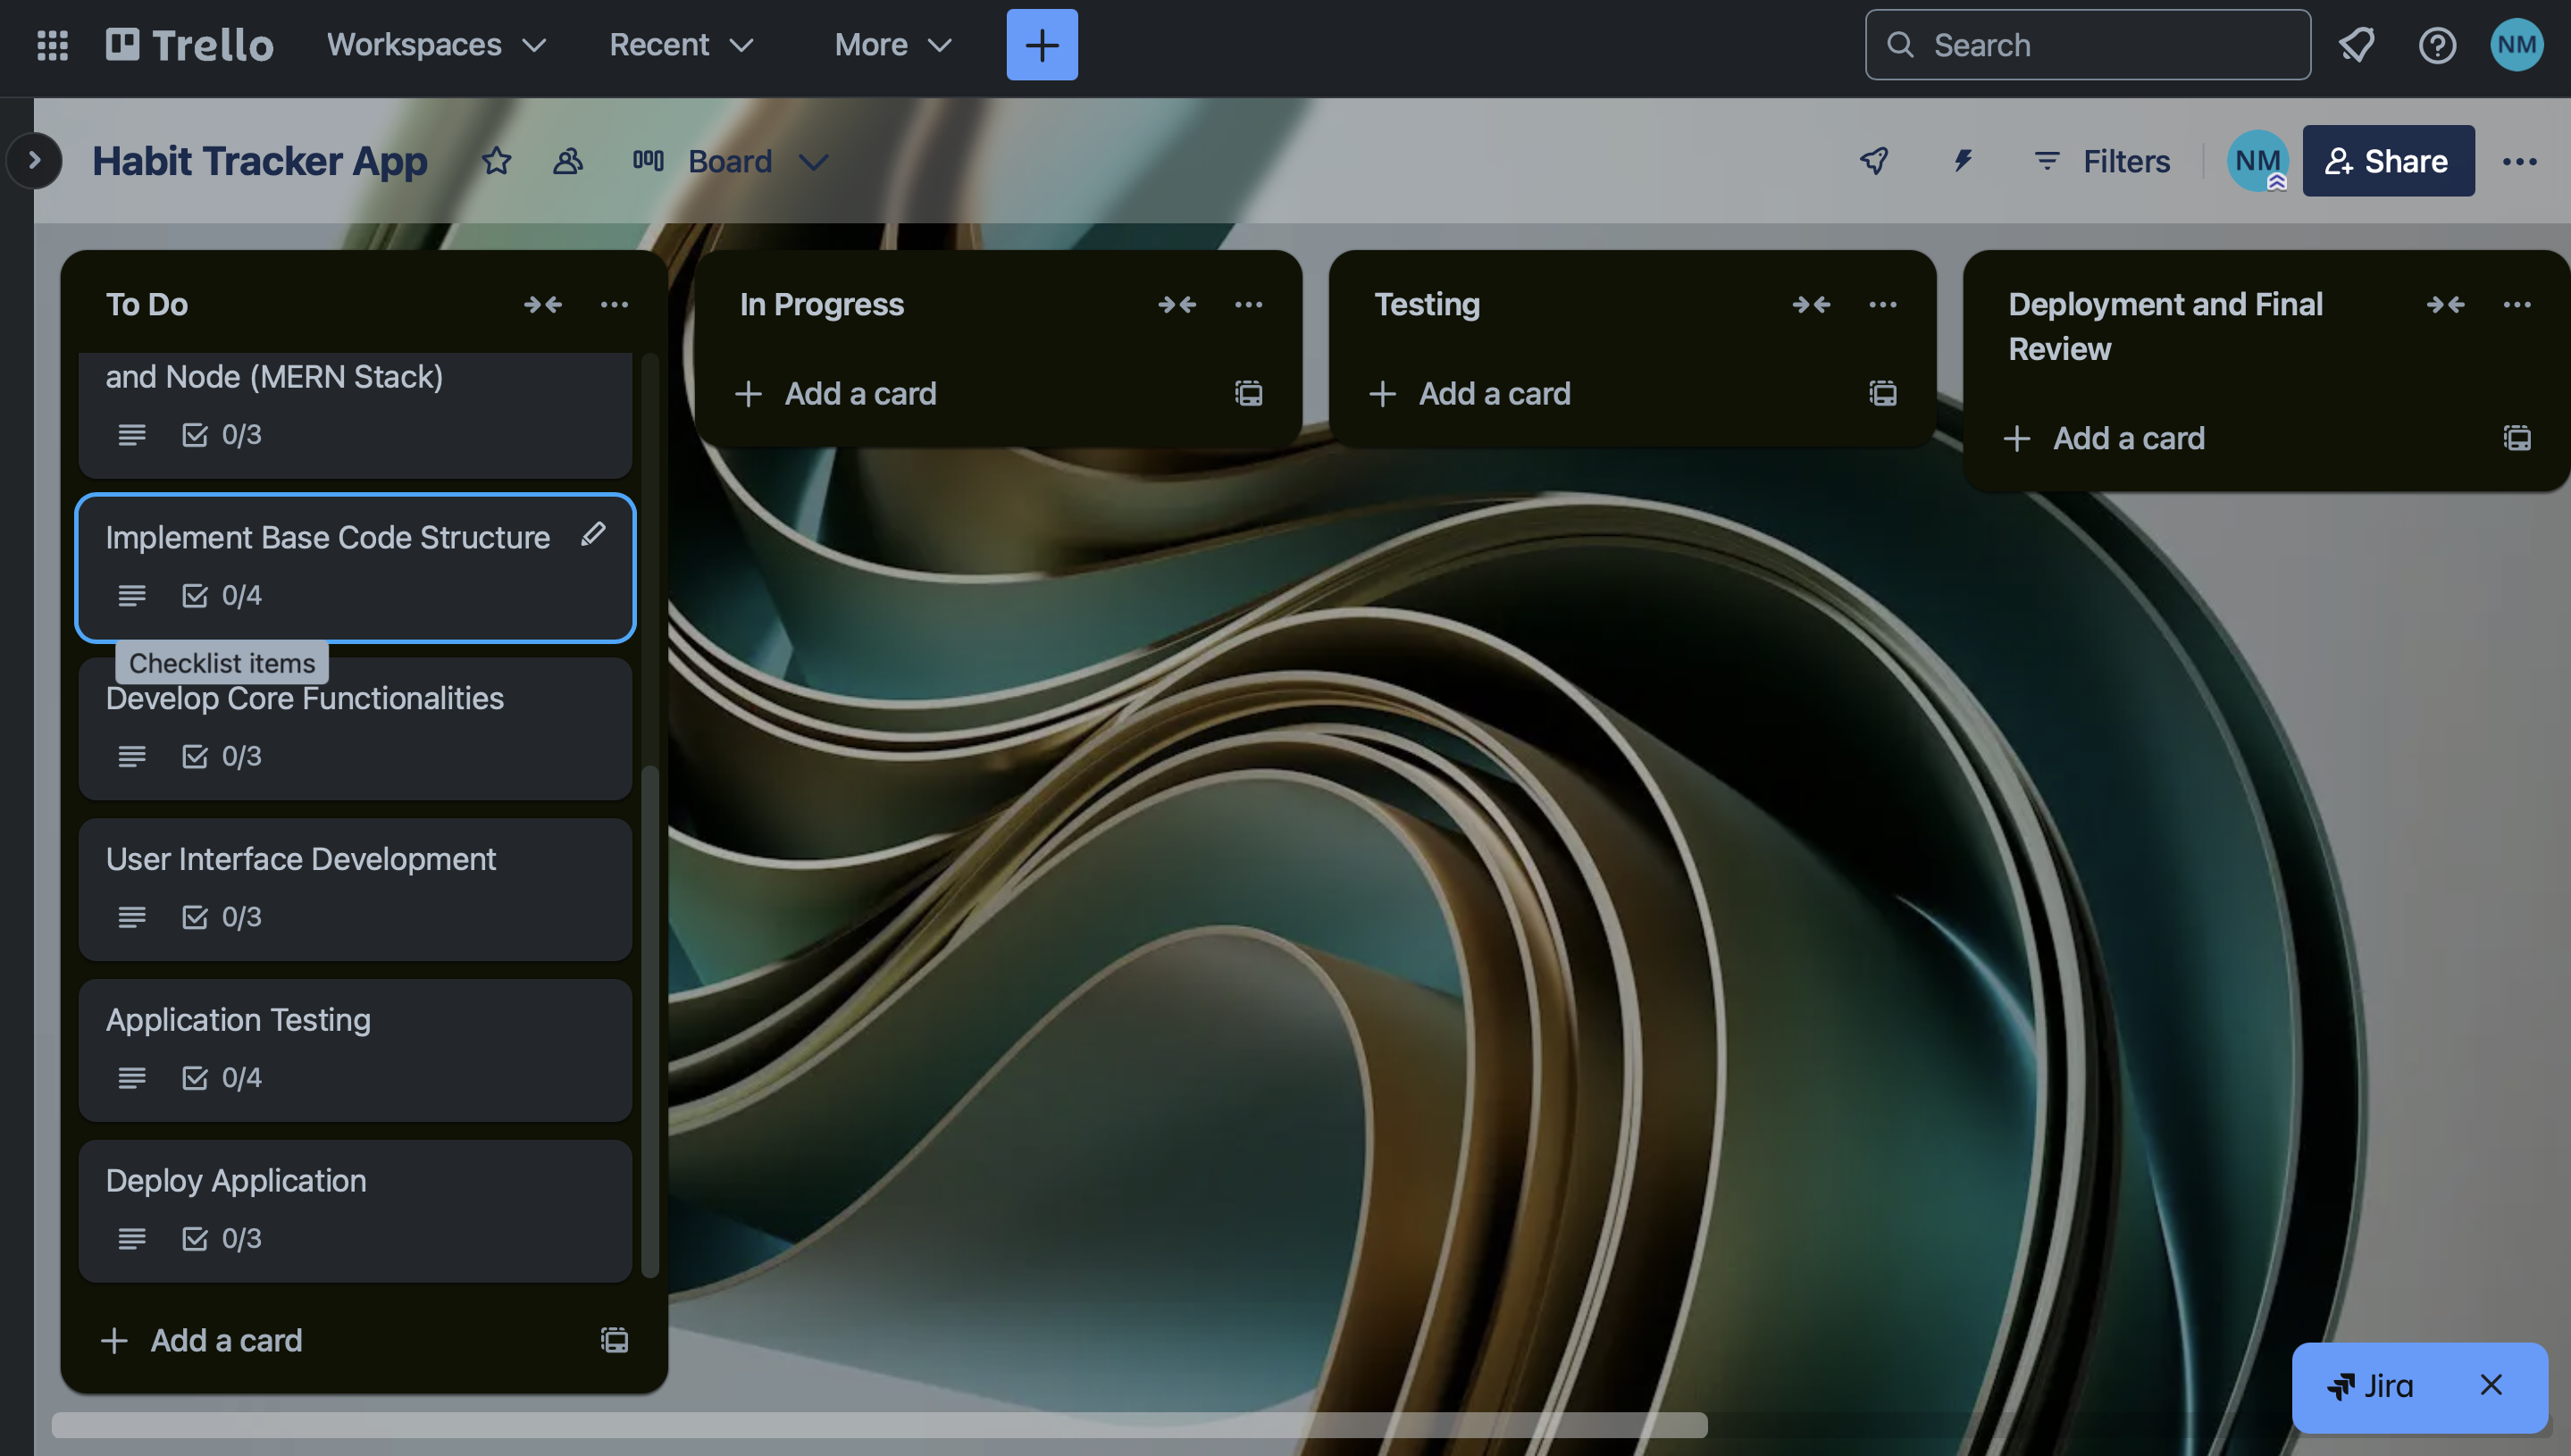 Trello
Workspaces
Recent
More
Search
NM
Habit Tracker App
Board
Filters
NM
Share
To Do
and Node (MERN Stack)
0/3
Implement Base Code Structure
0/4
Checklist items
Develop Core Functionalities
0/3
User Interface Development
0/3
Application Testing
0/4
Deploy Application
0/3
Add a card
In Progress
Add a card
Testing
Add a card
Deployment and Final
Review
Add a card
Jira